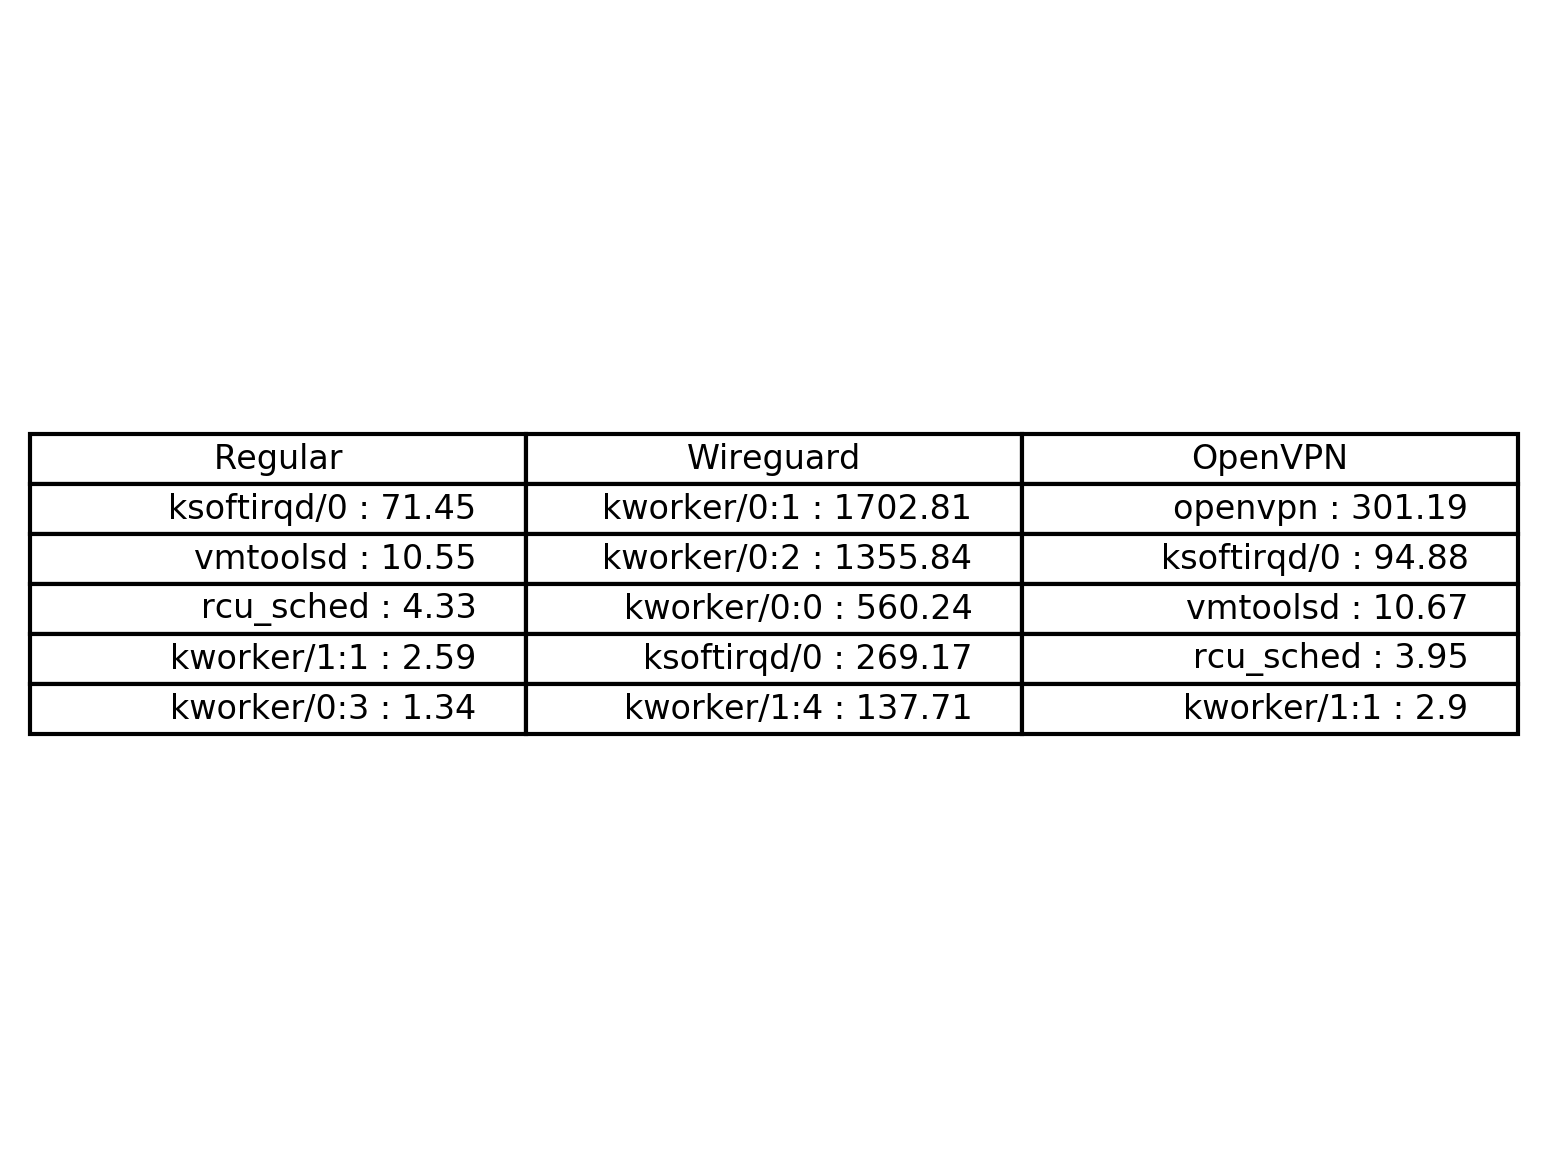 Regular Wireguard OpenVPN
ksoftirqd/0 : 71.45 kworker/0:1 : 1702.81 openvpn : 301.19
vmtoolsd : 10.55 kworker/0:2 : 1355.84 ksoftirqd/0 : 94.88
rcu_sched : 4.33 kworker/0:0 : 560.24 vmtoolsd : 10.67
kworker/1:1 : 2.59 ksoftirqd/0 : 269.17 rcu_sched : 3.95
kworker/0:3 : 1.34 kworker/1:4 : 137.71 kworker/1:1 : 2.9